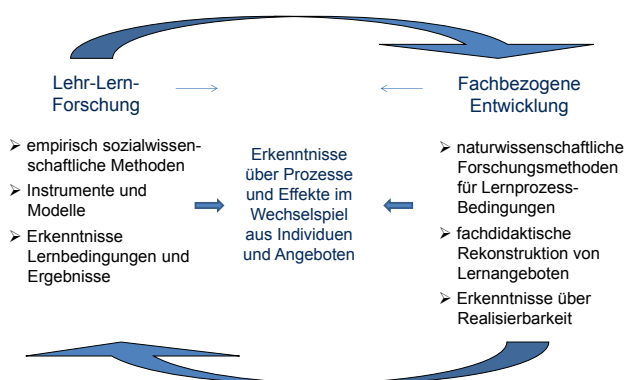 Lehr-Lern-
Forschung
➢ empirisch sozialwissen-
schaftliche Methoden
➢ Instrumente und
Modelle
➢ Erkenntnisse
Lernbedingungen und
Ergebnisse
Erkenntnisse
über Prozesse
und Effekte im
Wechselspiel
aus Individuen
und Angeboten
Fachbezogene
Entwicklung
➢ naturwissenschaftliche
Forschungsmethoden
für Lernprozess-
Bedingungen
➢ fachdidaktische
Rekonstruktion von
Lernangeboten
➢ Erkenntnisse über
Realisierbarkeit